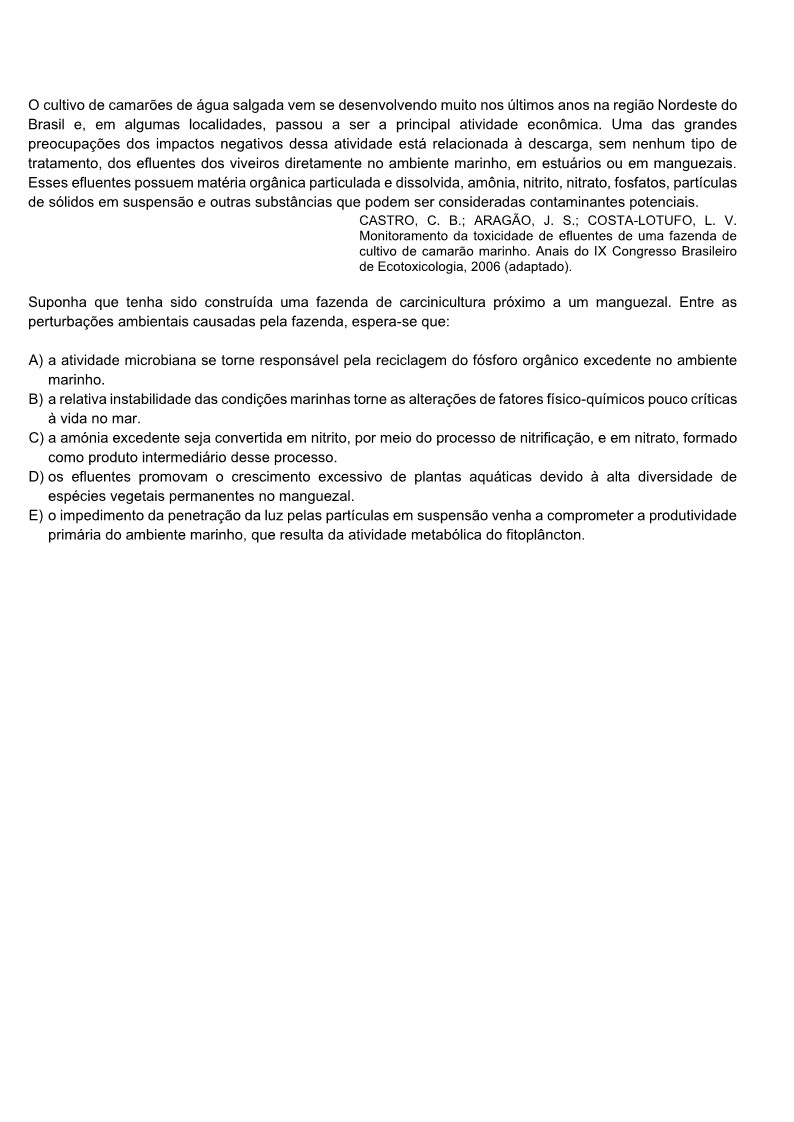 O cultivo de camarões de água salgada vem se desenvolvendo muito nos últimos anos na região Nordeste do
Brasil e, em algumas localidades, passou a ser a principal atividade econômica. Uma das grandes
preocupações dos impactos negativos dessa atividade está relacionada à descarga, sem nenhum tipo de
tratamento, dos efluentes dos viveiros diretamente no ambiente marinho, em estuários ou em manguezais.
Esses efluentes possuem matéria orgânica particulada e dissolvida, amônia, nitrito, nitrato, fosfatos, partículas
de sólidos em suspensão e outras substâncias que podem ser consideradas contaminantes potenciais.
CASTRO, C. B.; ARAGÃO, J. S.; COSTA-LOTUFO, L. V.
Monitoramento da toxicidade de efluentes de uma fazenda de
cultivo de camarão marinho. Anais do IX Congresso Brasileiro
de Ecotoxicologia, 2006 (adaptado).
Suponha que tenha sido construída uma fazenda de carcinicultura próximo a um manguezal. Entre as
perturbações ambientais causadas pela fazenda, espera-se que:
A) a atividade microbiana se torne responsável pela reciclagem do fósforo orgânico excedente no ambiente
marinho.
B) a relativa instabilidade das condições marinhas torne as alterações de fatores físico-químicos pouco críticas
à vida no mar.
C) a amónia excedente seja convertida em nitrito, por meio do processo de nitrificação, e em nitrato, formado
como produto intermediário desse processo.
D) os efluentes promovam o crescimento excessivo de plantas aquáticas devido à alta diversidade de
espécies vegetais permanentes no manguezal.
E) o impedimento da penetração da luz pelas partículas em suspensão venha a comprometer a produtividade
primária do ambiente marinho, que resulta da atividade metabólica do fitoplâncton.